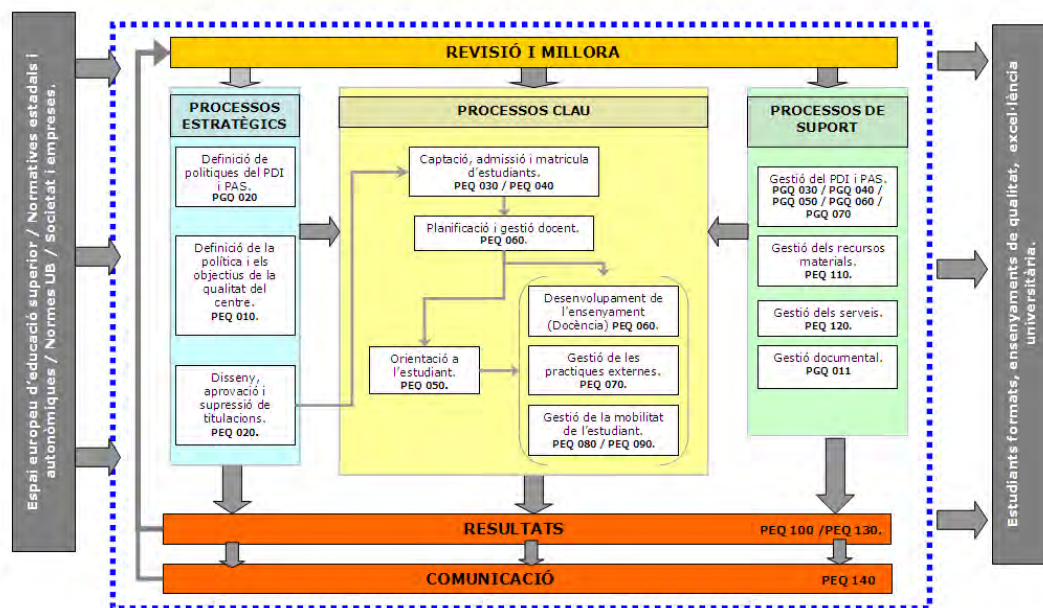 Espai europeu d'educació superior / Normatives estadals i
autonòmiques / Normes UB / Societat i empreses.
REVISIÓ I MILLORA
PROCESSOS
ESTRATÈGICS
Definició de
politiques del PDI
i PAS.
PGQ 020
Definició de la
política i els
objectius de la
qualitat del
centre.
PEQ 010.
Disseny,
aprovació i
supressió de
titulacions.
PEQ 020.
PROCESSOS CLAU
Captació, admissió i matricula
d'estudiants.
PEQ 030 / PEQ 040
Planificació i gestió docent.
PEQ 060.
Orientació a
l'estudiant.
PEQ 050.
Desenvolupament de
l'ensenyament
(Docència) PEQ 060.
Gestió de les
practiques externes.
PEQ 070.
Gestió de la mobilitat
de l'estudiant.
PEQ 080 / PEQ 090.
PROCESSOS DE
SUPORT
Gestió del PDI i PAS.
PGQ 030 / PGQ 040 /
PGQ 050 / PGQ 060 /
PGQ 070
Gestió dels recursos
materials.
PEQ 110.
Gestió dels serveis.
PEQ 120.
Gestió documental.
PGQ 011
RESULTATS PEQ 100 /PEQ 130.
COMUNICACIÓ PEQ 140
Estudiants formats, ensenyaments de qualitat, excel·lència
universitària.